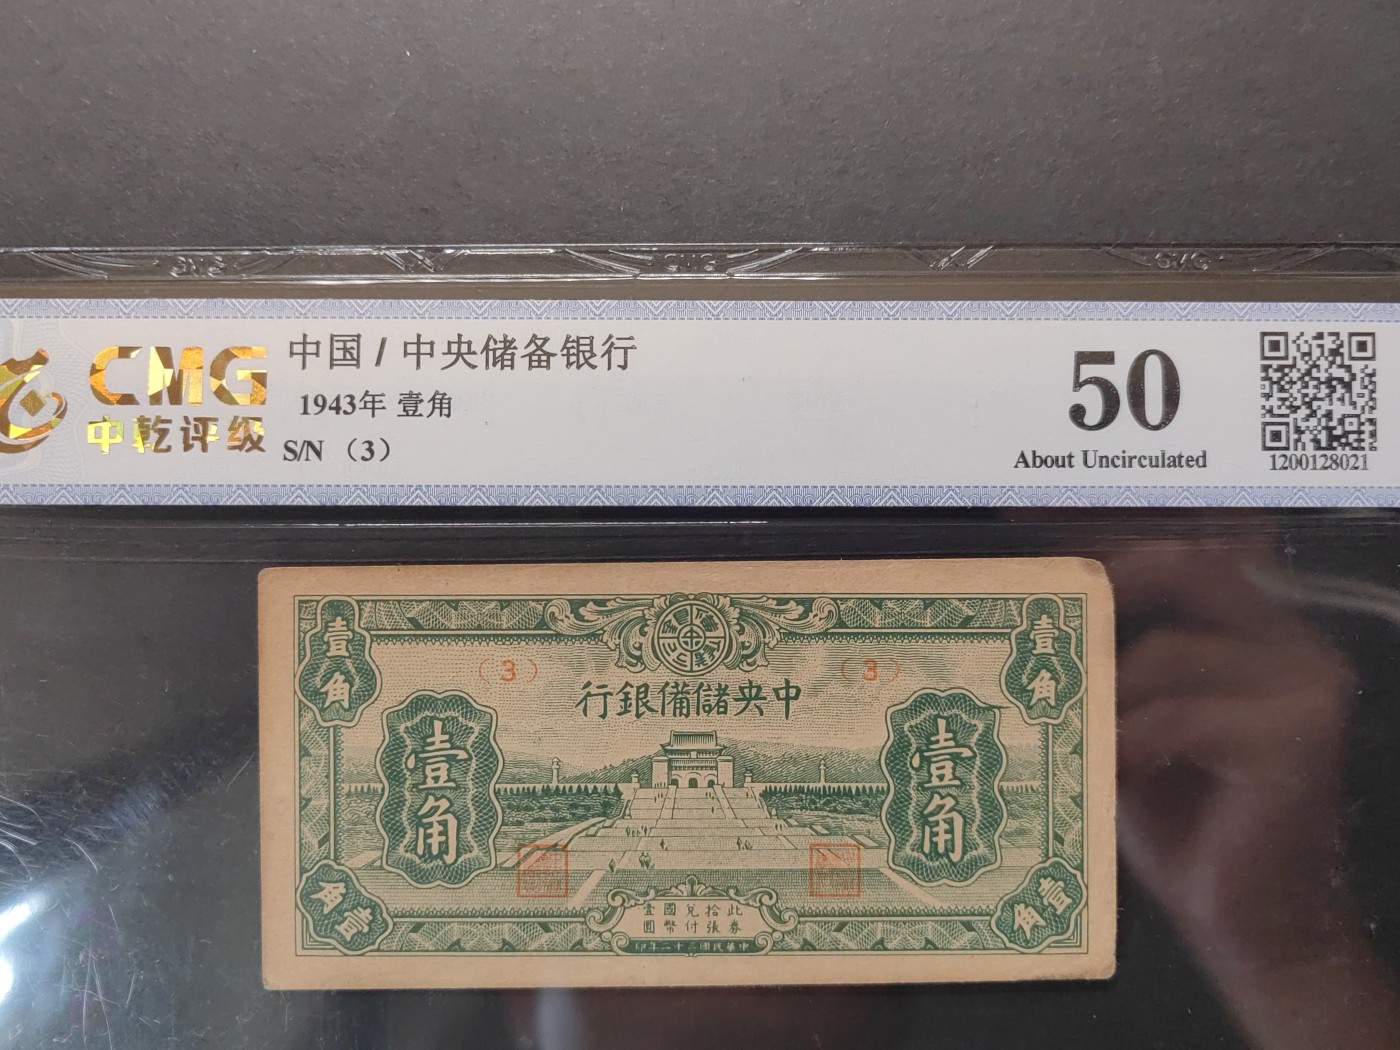 CMG
中乾评级
中国 / 中央储备银行
1943年 壹角
S/N （3）
50
About Uncirculated
1200128021
壹角
壹角
（3）
（3）
行銀備儲央中
壹角
壹角
角壹
角壹
壹國兌拾此
圓幣付張券
印年二十三國民華中